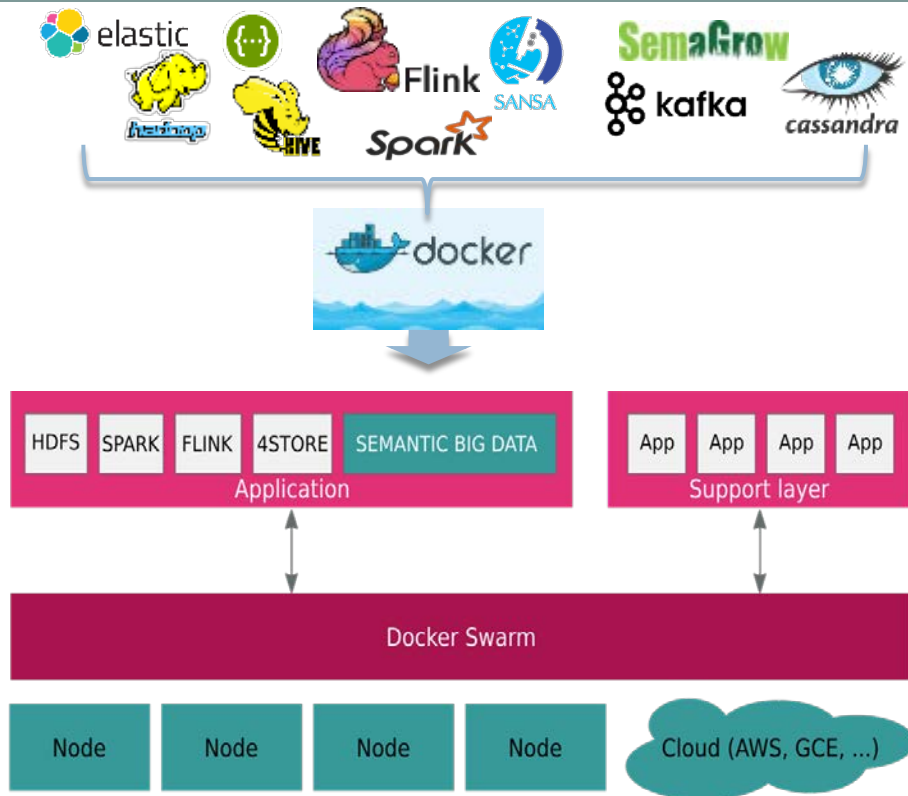 elastic
{···}
Flink
SANSA
SemaGrow
hadoop
HIVE
Spark
kafka
cassandra
docker
HDFS
SPARK
FLINK
4STORE
SEMANTIC BIG DATA
Application
App
App
App
App
Support layer
Docker Swarm
Node
Node
Node
Node
Cloud (AWS, GCE, ...)